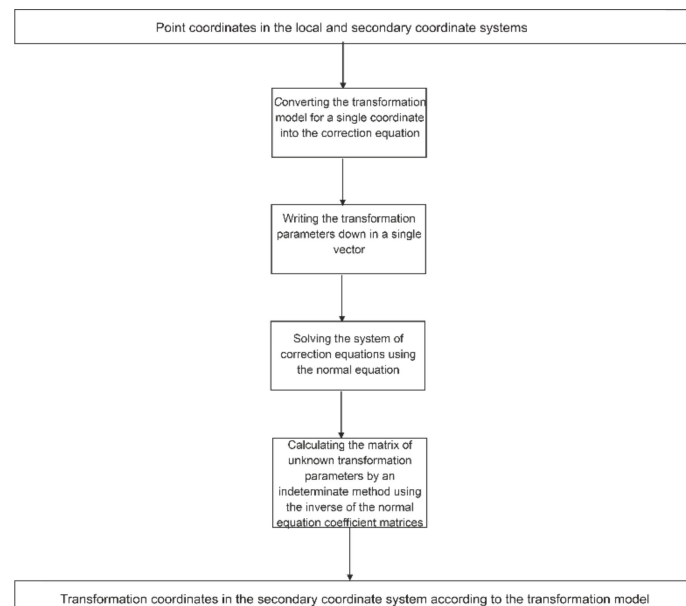 Point coordinates in the local and secondary coordinate systems
Converting the transformation
model for a single coordinate
into the correction equation
Writing the transformation
parameters down in a single
vector
Solving the system of
correction equations using
the normal equation
Calculating the matrix of
unknown transformation
parameters by an
indeterminate method using
the inverse of the normal
equation coefficient matrices
Transformation coordinates in the secondary coordinate system according to the transformation model